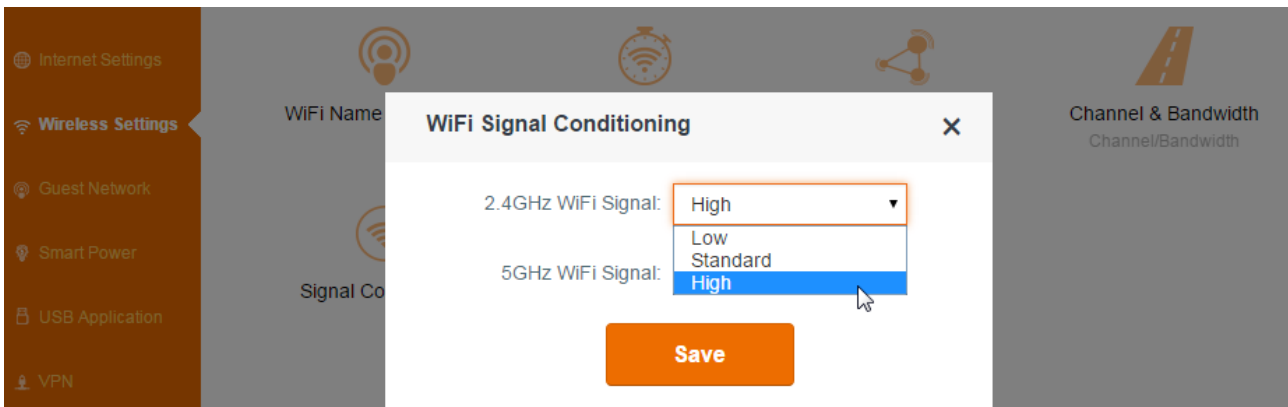 Internet Settings
Wireless Settings
Guest Network
Smart Power
USB Application
VPN
WiFi Name
Channel & Bandwidth
Channel/Bandwidth
Signal Co
WiFi Signal Conditioning
×
2.4GHz WiFi Signal:
High
Low
Standard
High
5GHz WiFi Signal:
Save